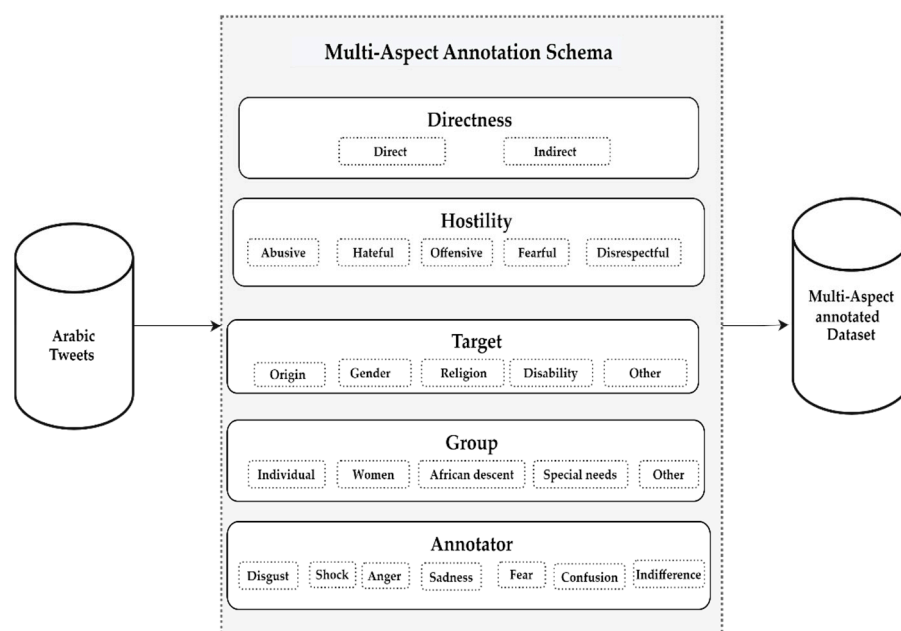 Multi-Aspect Annotation Schema
Directness
Direct Indirect
Hostility
Abusive Hateful Offensive Fearful Disrespectful
Arabic
Tweets
Multi-Aspect
annotated
Dataset
Target
Origin Gender Religion Disability Other
Group
Individual Women African descent Special needs Other
Annotator
Disgust Shock Anger Sadness Fear Confusion Indifference